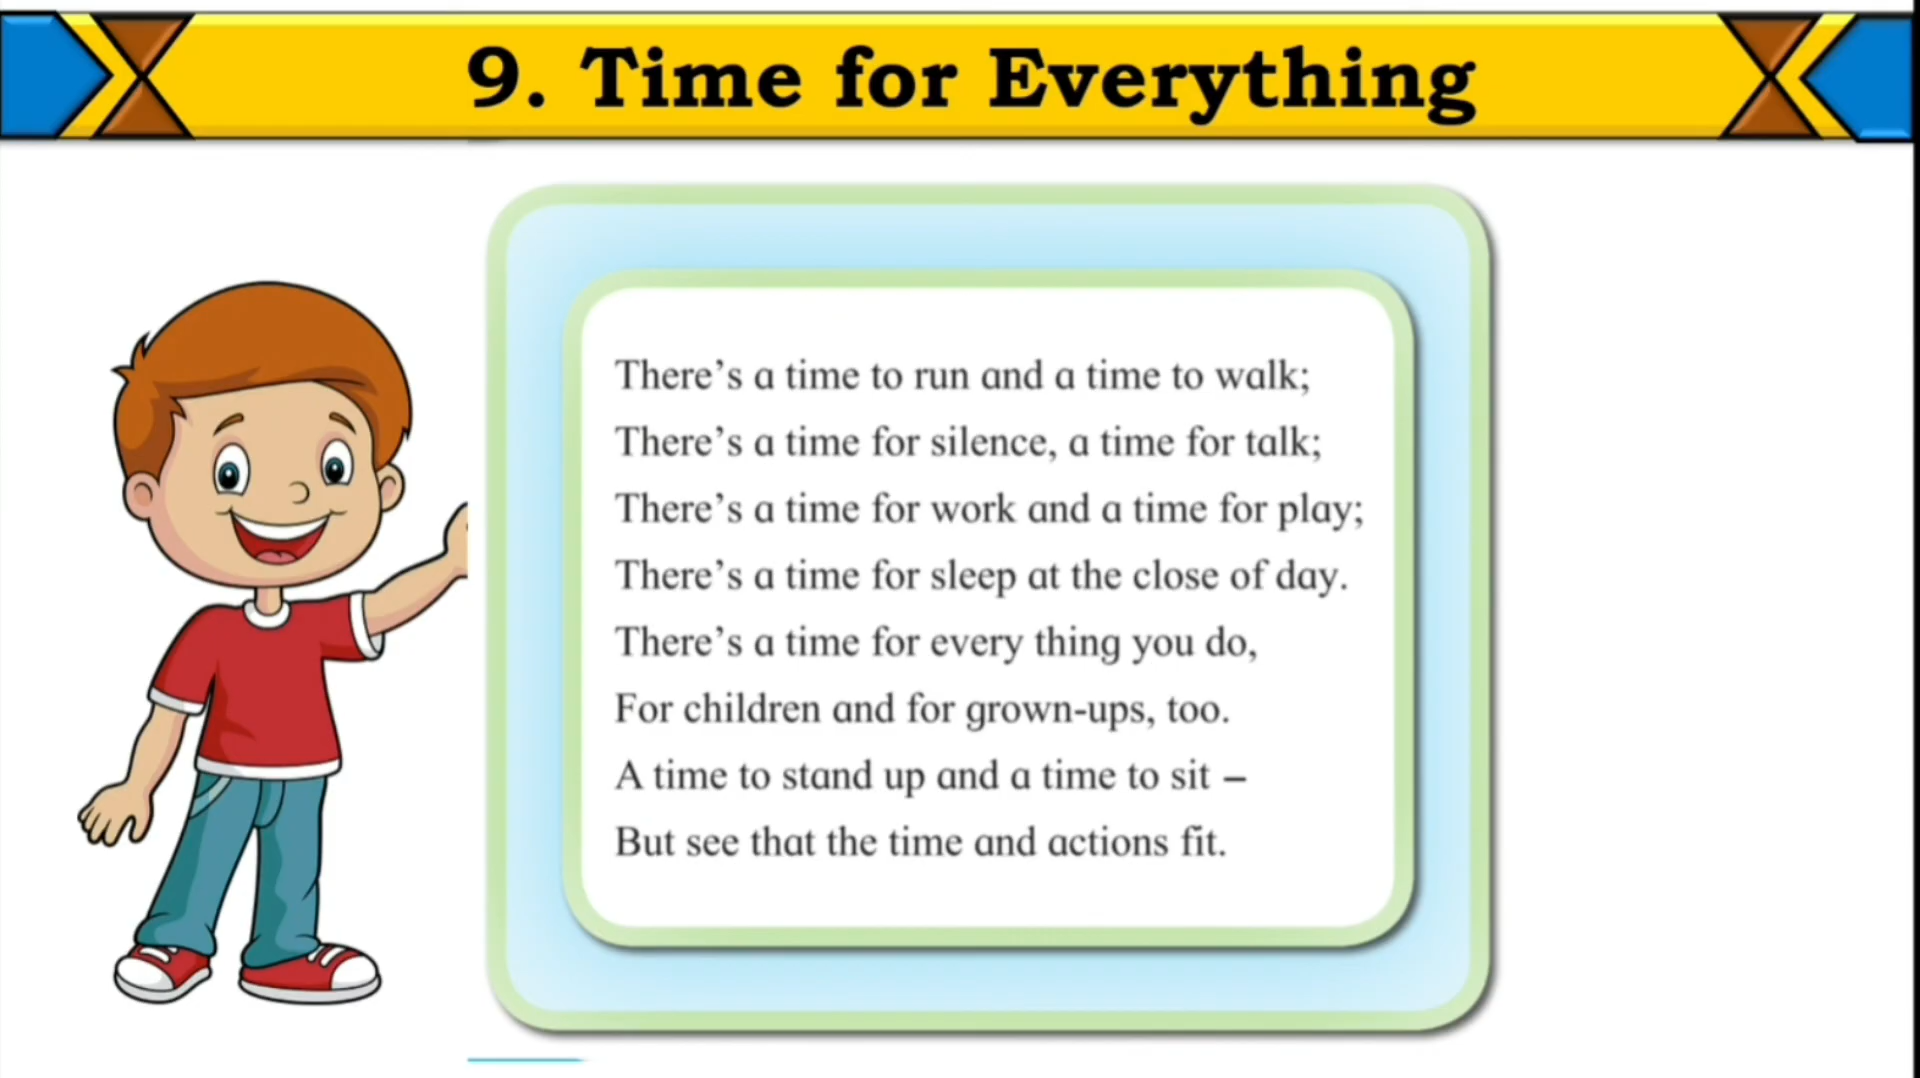 9. Time for Everything
There's a time to run and a time to walk;
There's a time for silence, a time for talk;
There's a time for work and a time for play;
There's a time for sleep at the close of day.
There's a time for every thing you do,
For children and for grown-ups, too.
A time to stand up and a time to sit –
But see that the time and actions fit.